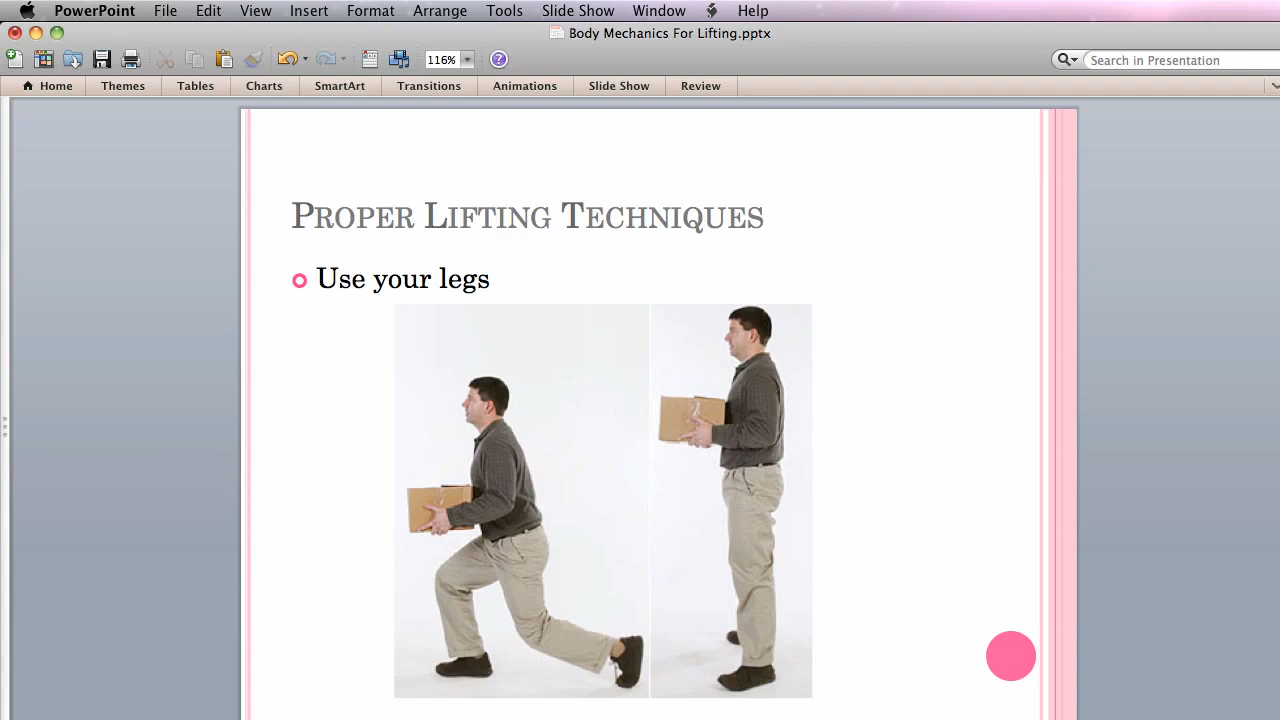 PowerPoint File Edit View Insert Format Arrange Tools Slide Show Window Help
Body Mechanics For Lifting.pptx
116% ? Search in Presentation
Home Themes Tables Charts SmartArt Transitions Animations Slide Show Review
Proper Lifting Techniques
Use your legs